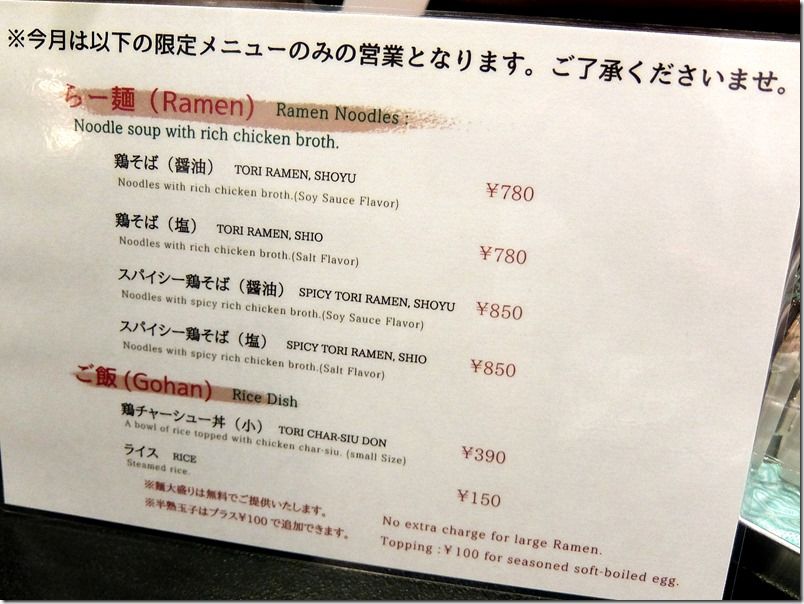 ※今月は以下の限定メニューのみの営業となります。ご了承くださいませ。
らー麺（Ramen） Ramen Noodles :
Noodle soup with rich chicken broth.
鶏そば（醤油） TORI RAMEN, SHOYU
Noodles with rich chicken broth.(Soy Sauce Flavor)
¥780
鶏そば（塩） TORI RAMEN, SHIO
Noodles with rich chicken broth.(Salt Flavor)
¥780
スパイシー鶏そば（醤油） SPICY TORI RAMEN, SHOYU
Noodles with spicy rich chicken broth.(Soy Sauce Flavor)
¥850
スパイシー鶏そば（塩） SPICY TORI RAMEN, SHIO
Noodles with spicy rich chicken broth.(Salt Flavor)
¥850
ご飯 (Gohan) Rice Dish
鶏チャーシュー丼（小） TORI CHAR-SIU DON
A bowl of rice topped with chicken char-siu. (small Size)
¥390
ライス RICE
Steamed rice.
¥150
※麺大盛りは無料でご提供いたします。
※半熟玉子はプラス¥100で追加できます。
No extra charge for large Ramen.
Topping : ¥100 for seasoned soft-boiled egg.